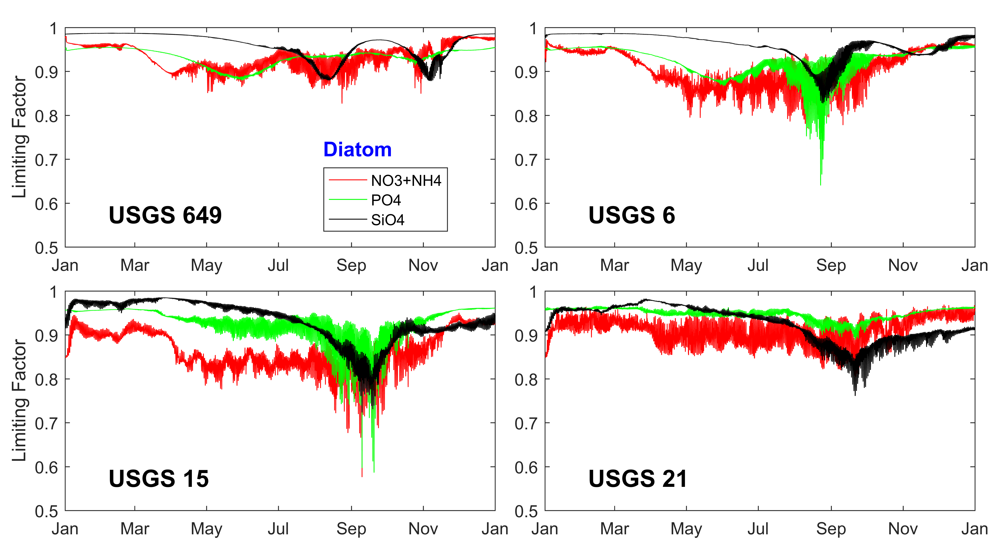 1
0.9
0.8
0.7
0.6
0.5
Limiting Factor
Jan Mar May Jul Sep Nov Jan
Diatom
NO3+NH4
PO4
SiO4
USGS 649
1
0.9
0.8
0.7
0.6
0.5
Jan Mar May Jul Sep Nov Jan
USGS 6
1
0.9
0.8
0.7
0.6
0.5
Limiting Factor
Jan Mar May Jul Sep Nov Jan
USGS 15
1
0.9
0.8
0.7
0.6
0.5
Jan Mar May Jul Sep Nov Jan
USGS 21